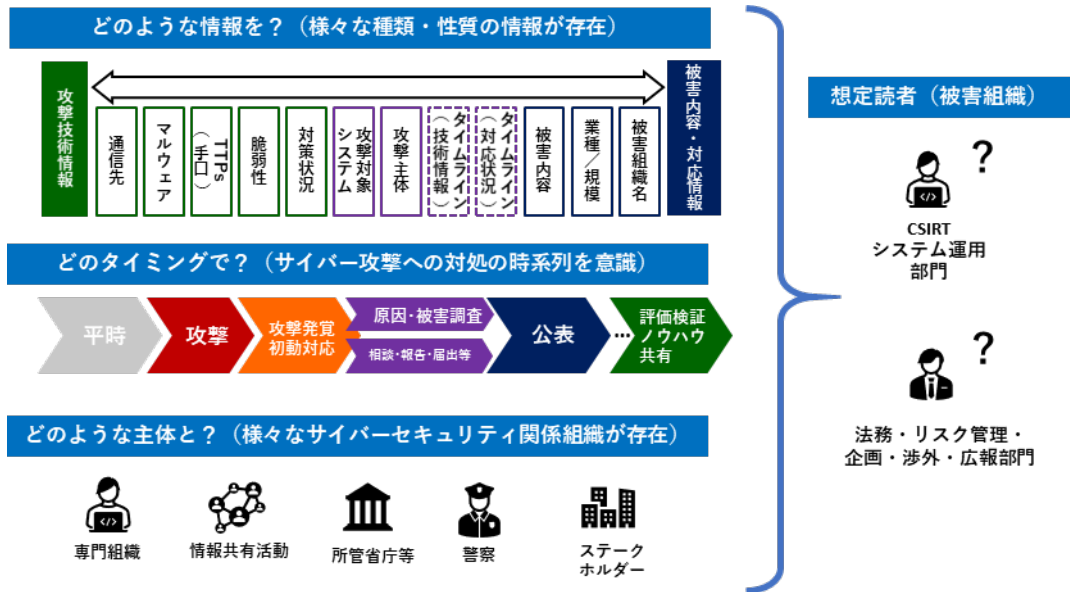 どのような情報を？（様々な種類・性質の情報が存在）
攻撃技術情報
通信先
マルウェア
TTPs
（手口）
脆弱性
対策状況
攻撃対象
システム
攻撃主体
タイムライン
（技術情報）
タイムライン
（対応状況）
被害内容
業種／規模
被害組織名
被害内容・対応情報
どのタイミングで？（サイバー攻撃への対処の時系列を意識）
平時
攻撃
攻撃発覚
初動対応
原因・被害調査
相談・報告・届出等
公表
…
評価検証
ノウハウ
共有
どのような主体と？（様々なサイバーセキュリティ関係組織が存在）
専門組織
情報共有活動
所管省庁等
警察
ステーク
ホルダー
想定読者（被害組織）
?
CSIRT
システム運用
部門
?
法務・リスク管理・
企画・渉外・広報部門